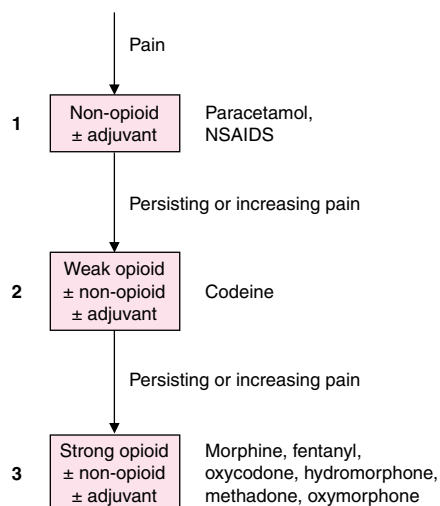 Pain
1
Non-opioid
± adjuvant
Paracetamol,
NSAIDS
Persisting or increasing pain
2
Weak opioid
± non-opioid
± adjuvant
Codeine
Persisting or increasing pain
3
Strong opioid
± non-opioid
± adjuvant
Morphine, fentanyl,
oxycodone, hydromorphone,
methadone, oxymorphone